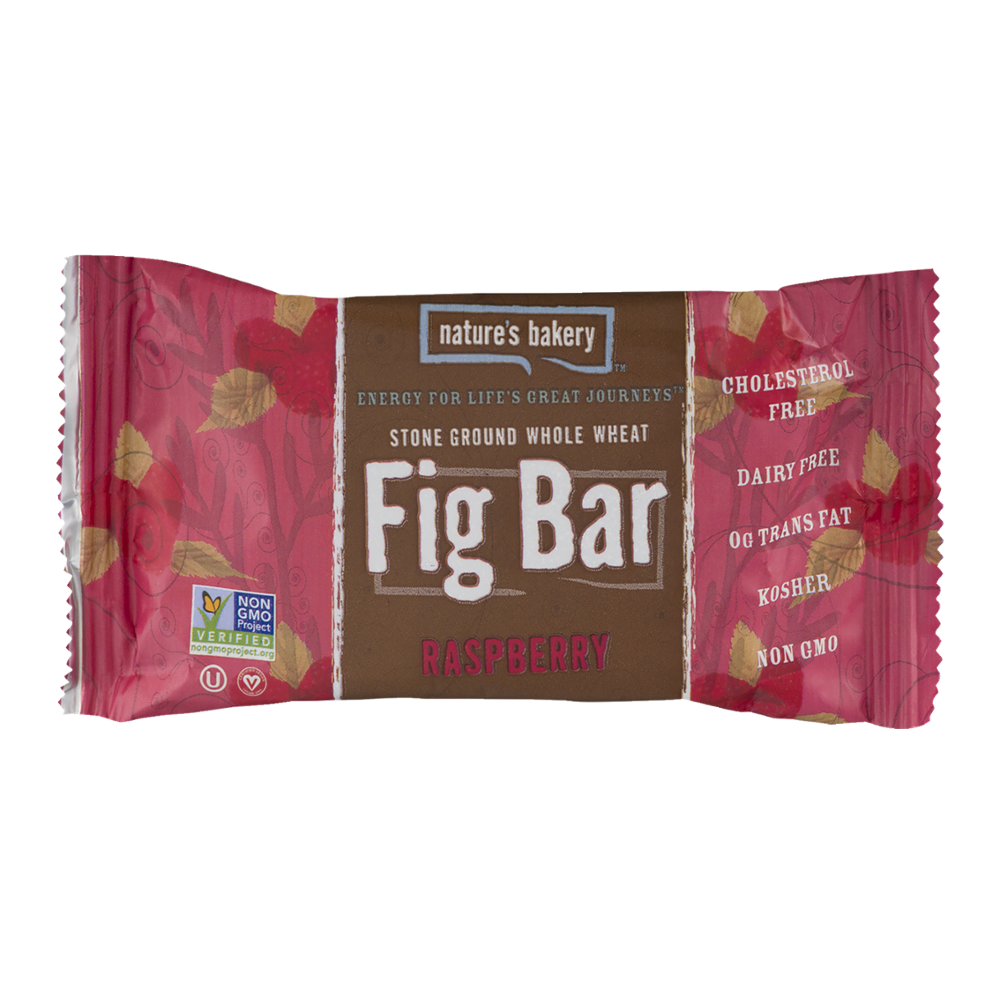 nature's bakery
TM
ENERGY FOR LIFE'S GREAT JOURNEYS™
STONE GROUND WHOLE WHEAT
Fig Bar
RASPBERRY
NON
GMO
Project
VERIFIED
nongmoproject.org
U
V
CHOLESTEROL
FREE
DAIRY FREE
0G TRANS FAT
KOSHER
NON GMO